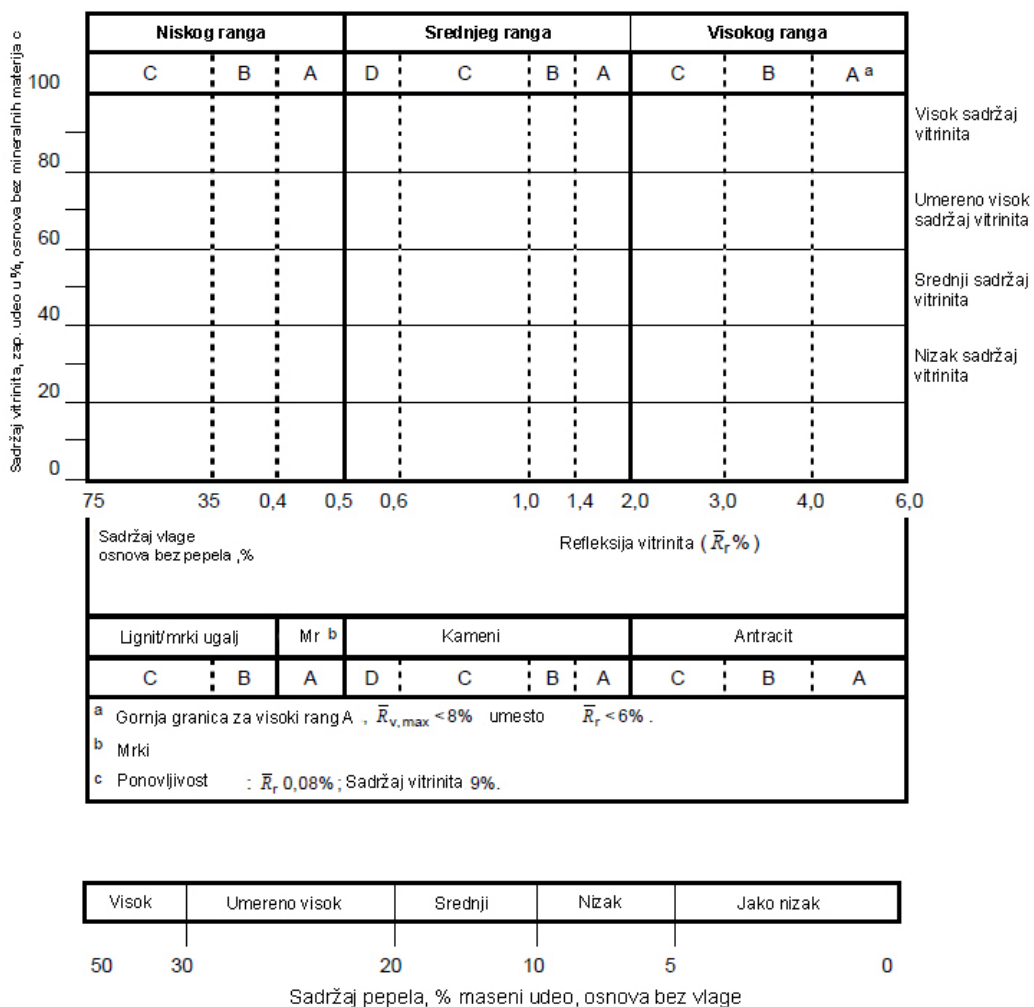 Niskog ranga Srednjeg ranga Visokog ranga
C B A D C B A C B A a
Sadržaj vitrinita, zap. udeo u %, osnova bez mineralnih materija c
100
80
60
40
20
0
Visok sadržaj
vitrinita
Umereno visok
sadržaj vitrinita
Srednji sadržaj
vitrinita
Nizak sadržaj
vitrinita
75 35 0,4 0,5 0,6 1,0 1,4 2,0 3,0 4,0 6,0
Sadržaj vlage
osnova bez pepela ,%
Refleksija vitrinita ( R̅r % )
Lignit/mrki ugalj Mr b Kameni Antracit
C B A D C B A C B A
a Gornja granica za visoki rang A , R̅v,max <8% umesto R̅r <6% .
b Mrki
c Ponovljivost : R̅r 0,08% ; Sadržaj vitrinita 9%.
Visok Umereno visok Srednji Nizak Jako nizak
50 30 20 10 5 0
Sadržaj pepela, % maseni udeo, osnova bez vlage